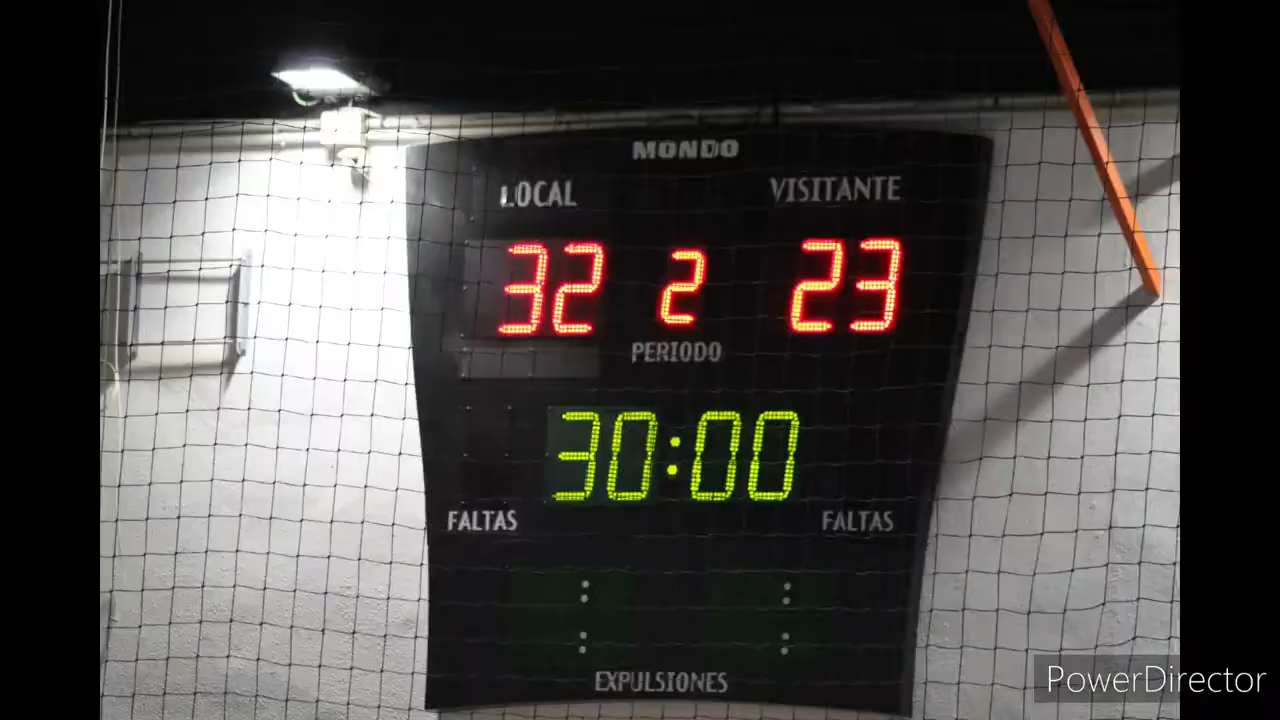 MONDO
LOCAL VISITANTE
32 2 23
PERIODO
30:00
FALTAS FALTAS
EXPULSIONES
PowerDirector